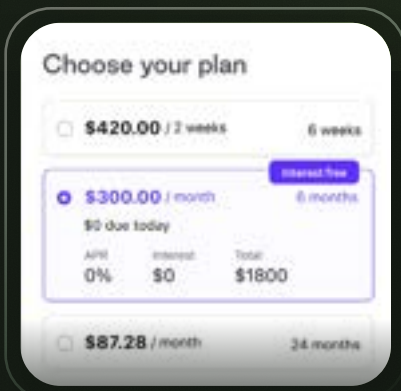 Choose your plan
$420.00 / 2 weeks 6 weeks
Interest free
$300.00 / month 6 months
$0 due today
APR Interest Total
0% $0 $1800
$87.28 / month 24 months